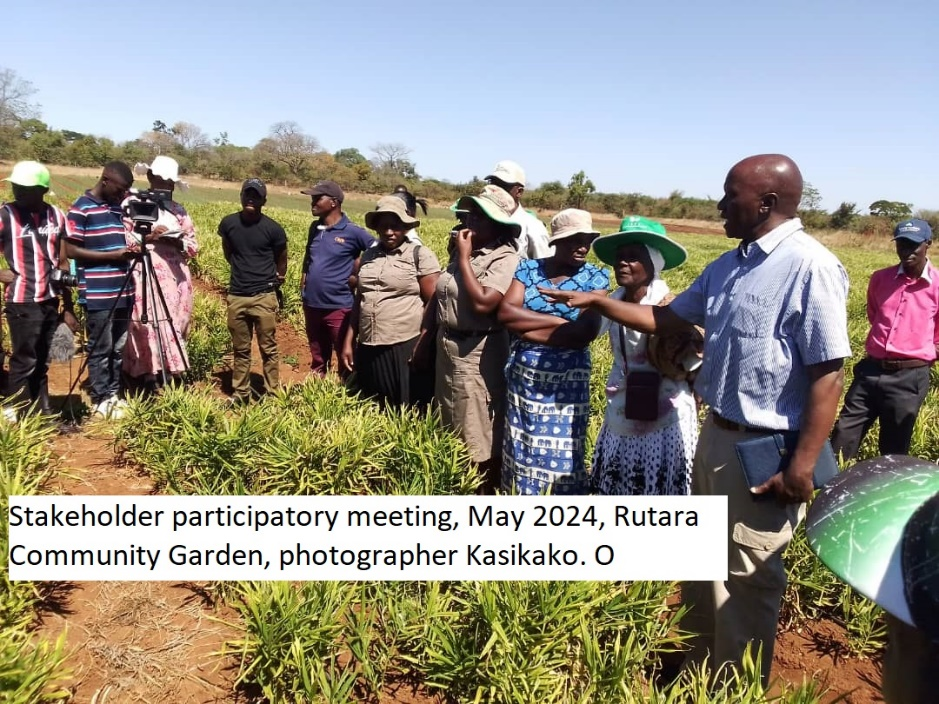 Stakeholder participatory meeting, May 2024, Rutara
Community Garden, photographer Kasikako. O